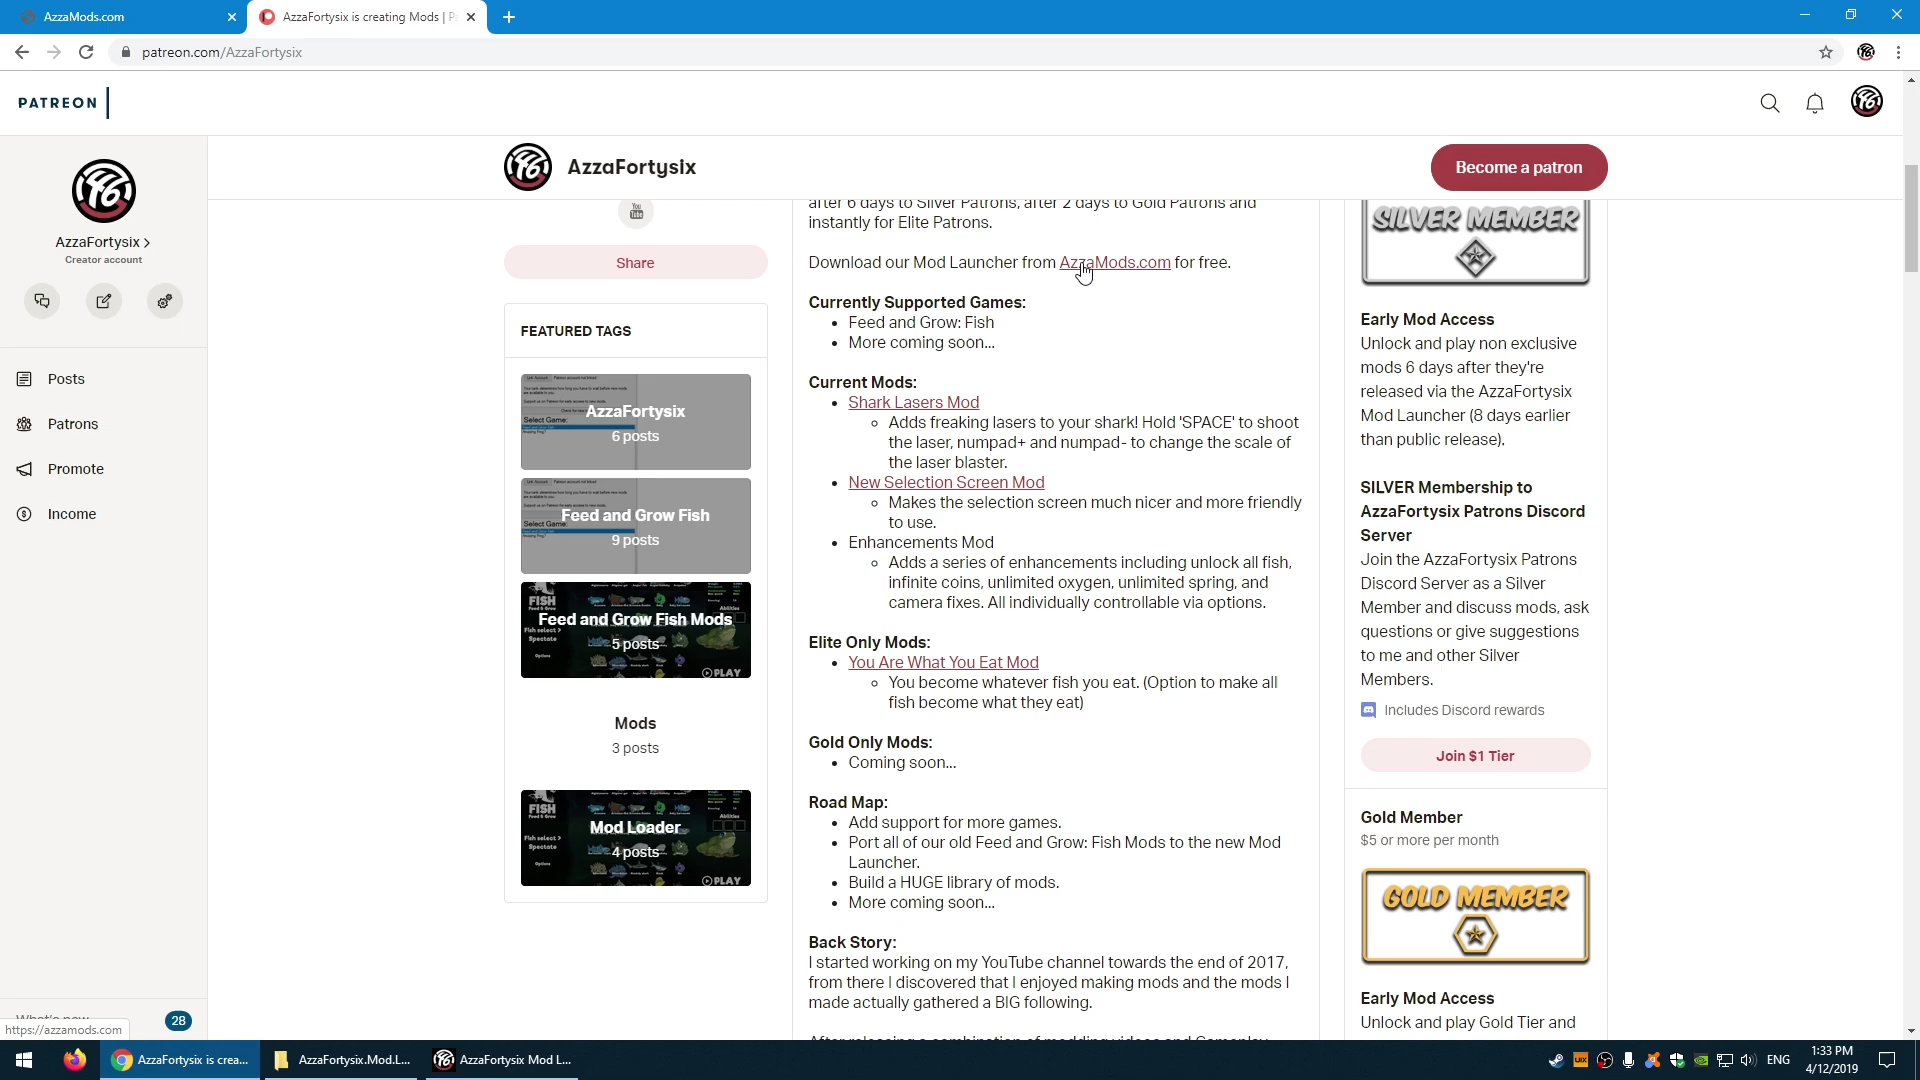 AzzaMods.com
AzzaFortysix is creating Mods | P
patreon.com/AzzaFortysix
PATREON
AzzaFortysix
Become a patron
AzzaFortysix >
Creator account
Posts
Patrons
Promote
Income
28
https://azzamods.com
You
Tube
Share
FEATURED TAGS
AzzaFortysix
6 posts
Feed and Grow Fish
9 posts
Feed and Grow Fish Mods
5 posts
Mods
3 posts
Mod Loader
4 posts
after 6 days to Silver Patrons, after 2 days to Gold Patrons and
instantly for Elite Patrons.
Download our Mod Launcher from AzzaMods.com for free.
Currently Supported Games:
Feed and Grow: Fish
More coming soon...
Current Mods:
Shark Lasers Mod
Adds freaking lasers to your shark! Hold 'SPACE' to shoot
the laser, numpad+ and numpad- to change the scale of
the laser blaster.
New Selection Screen Mod
Makes the selection screen much nicer and more friendly
to use.
Enhancements Mod
Adds a series of enhancements including unlock all fish,
infinite coins, unlimited oxygen, unlimited spring, and
camera fixes. All individually controllable via options.
Elite Only Mods:
You Are What You Eat Mod
You become whatever fish you eat. (Option to make all
fish become what they eat)
Gold Only Mods:
Coming soon...
Road Map:
Add support for more games.
Port all of our old Feed and Grow: Fish Mods to the new Mod
Launcher.
Build a HUGE library of mods.
More coming soon...
Back Story:
I started working on my YouTube channel towards the end of 2017,
from there I discovered that I enjoyed making mods and the mods I
made actually gathered a BIG following.
SILVER MEMBER
Early Mod Access
Unlock and play non exclusive
mods 6 days after they're
released via the AzzaFortysix
Mod Launcher (8 days earlier
than public release).
SILVER Membership to
AzzaFortysix Patrons Discord
Server
Join the AzzaFortysix Patrons
Discord Server as a Silver
Member and discuss mods, ask
questions or give suggestions
to me and other Silver
Members.
Includes Discord rewards
Join $1 Tier
Gold Member
$5 or more per month
GOLD MEMBER
Early Mod Access
Unlock and play Gold Tier and
AzzaFortysix is crea...
AzzaFortysix.Mod.L...
AzzaFortysix Mod L...
ENG
1:33 PM
4/12/2019